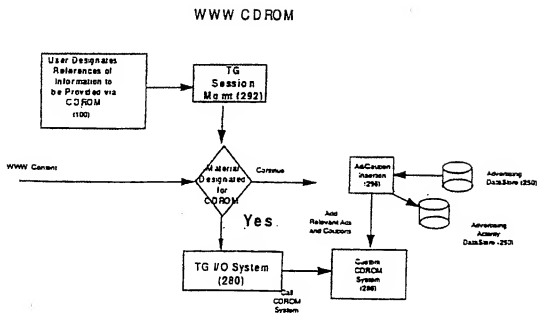 WWW CDROM
User Designates
References of
Information to
be Provided via
CDROM
(100)
TG
Session
Mgmt (292)
WWW Content
Material
Designated
for
CDROM
Continue
Yes
TG I/O System
(280)
Call
CDROM
System
Ad/Coupon
Insertion
(296)
Advertising
DataStore (250)
Advertising
Activity
DataStore
Add
Relevant Ads
and Coupons
Custom
CDROM
System